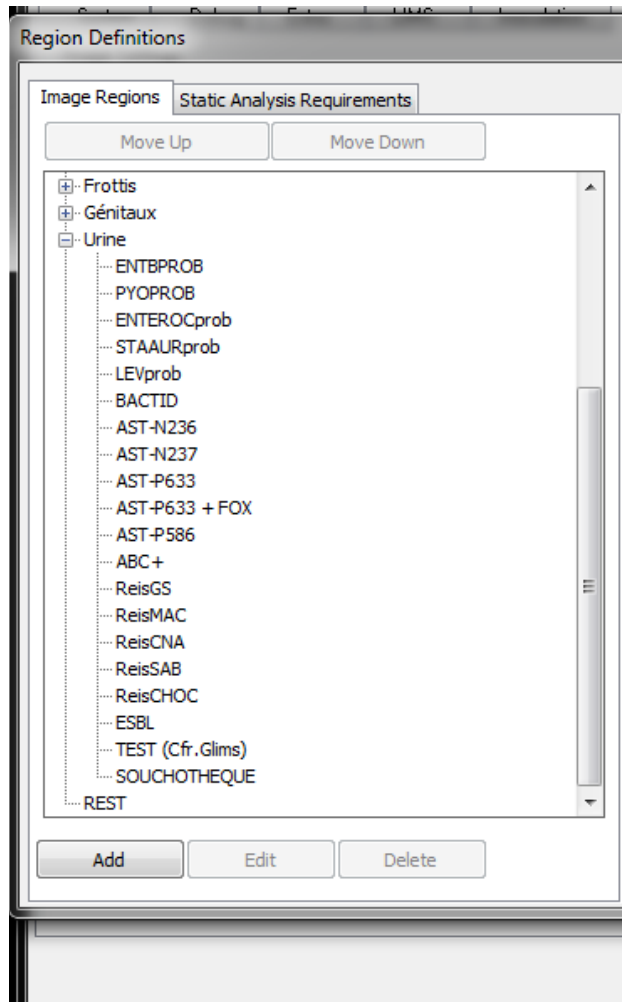 Region Definitions
Image Regions Static Analysis Requirements
Move Up Move Down
Frottis
Génitaux
Urine
ENTBPROB
PYOPROB
ENTEROCprob
STAAURprob
LEVprob
BACTID
AST-N236
AST-N237
AST-P633
AST-P633 + FOX
AST-P586
ABC+
ReisGS
ReisMAC
ReisCNA
ReisSAB
ReisCHOC
ESBL
TEST (Cfr.Glims)
SOUCHOTHEQUE
REST
Add Edit Delete